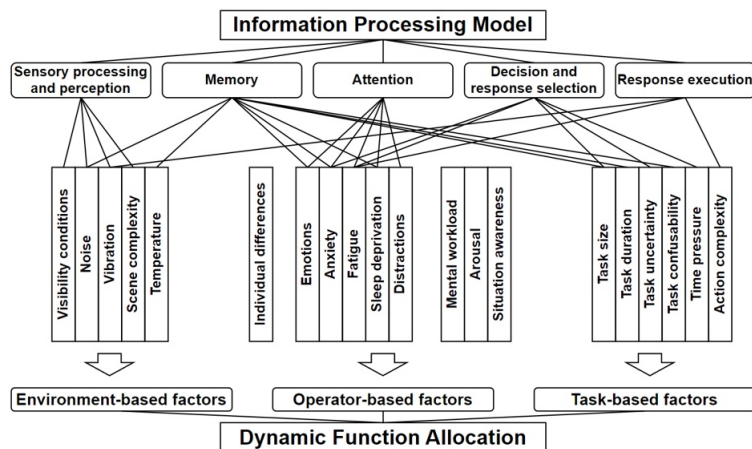 Information Processing Model
Sensory processing
and perception
Memory
Attention
Decision and
response selection
Response execution
Visibility conditions
Noise
Vibration
Scene complexity
Temperature
Individual differences
Emotions
Anxiety
Fatigue
Sleep deprivation
Distractions
Mental workload
Arousal
Situation awareness
Task size
Task duration
Task uncertainty
Task confusability
Time pressure
Action complexity
Environment-based factors
Operator-based factors
Task-based factors
Dynamic Function Allocation